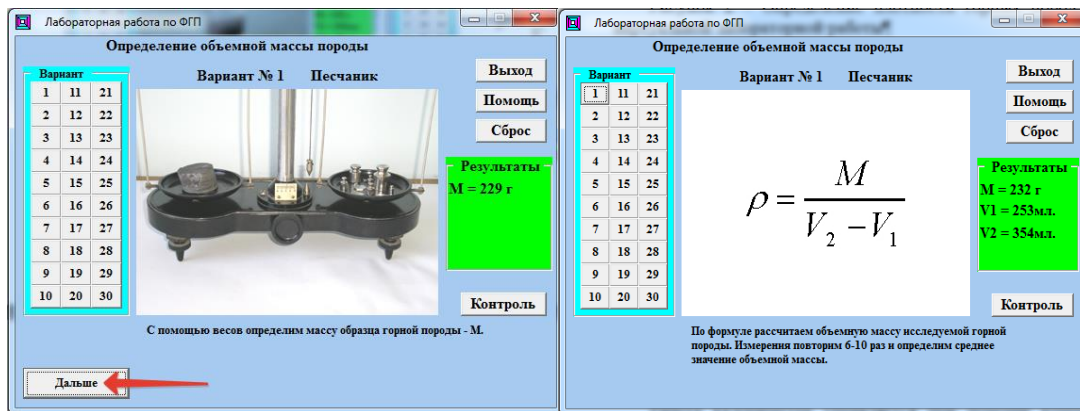 Лабораторная работа по ФГП
Определение объемной массы породы
Вариант
Вариант № 1 Песчаник
1 11 21
2 12 22
3 13 23
4 14 24
5 15 25
6 16 26
7 17 27
8 18 28
9 19 29
10 20 30
Выход
Помощь
Сброс
Результаты
М = 229 г
Контроль
С помощью весов определим массу образца горной породы - М.
Дальше
Лабораторная работа по ФГП
Определение объемной массы породы
Вариант
Вариант № 1 Песчаник
1 11 21
2 12 22
3 13 23
4 14 24
5 15 25
6 16 26
7 17 27
8 18 28
9 19 29
10 20 30
ρ = M / (V₂ − V₁)
Выход
Помощь
Сброс
Результаты
М = 232 г
V1 = 253мл.
V2 = 354мл.
Контроль
По формуле рассчитаем объемную массу исследуемой горной
породы. Измерения повторим 6-10 раз и определим среднее
значение объемной массы.